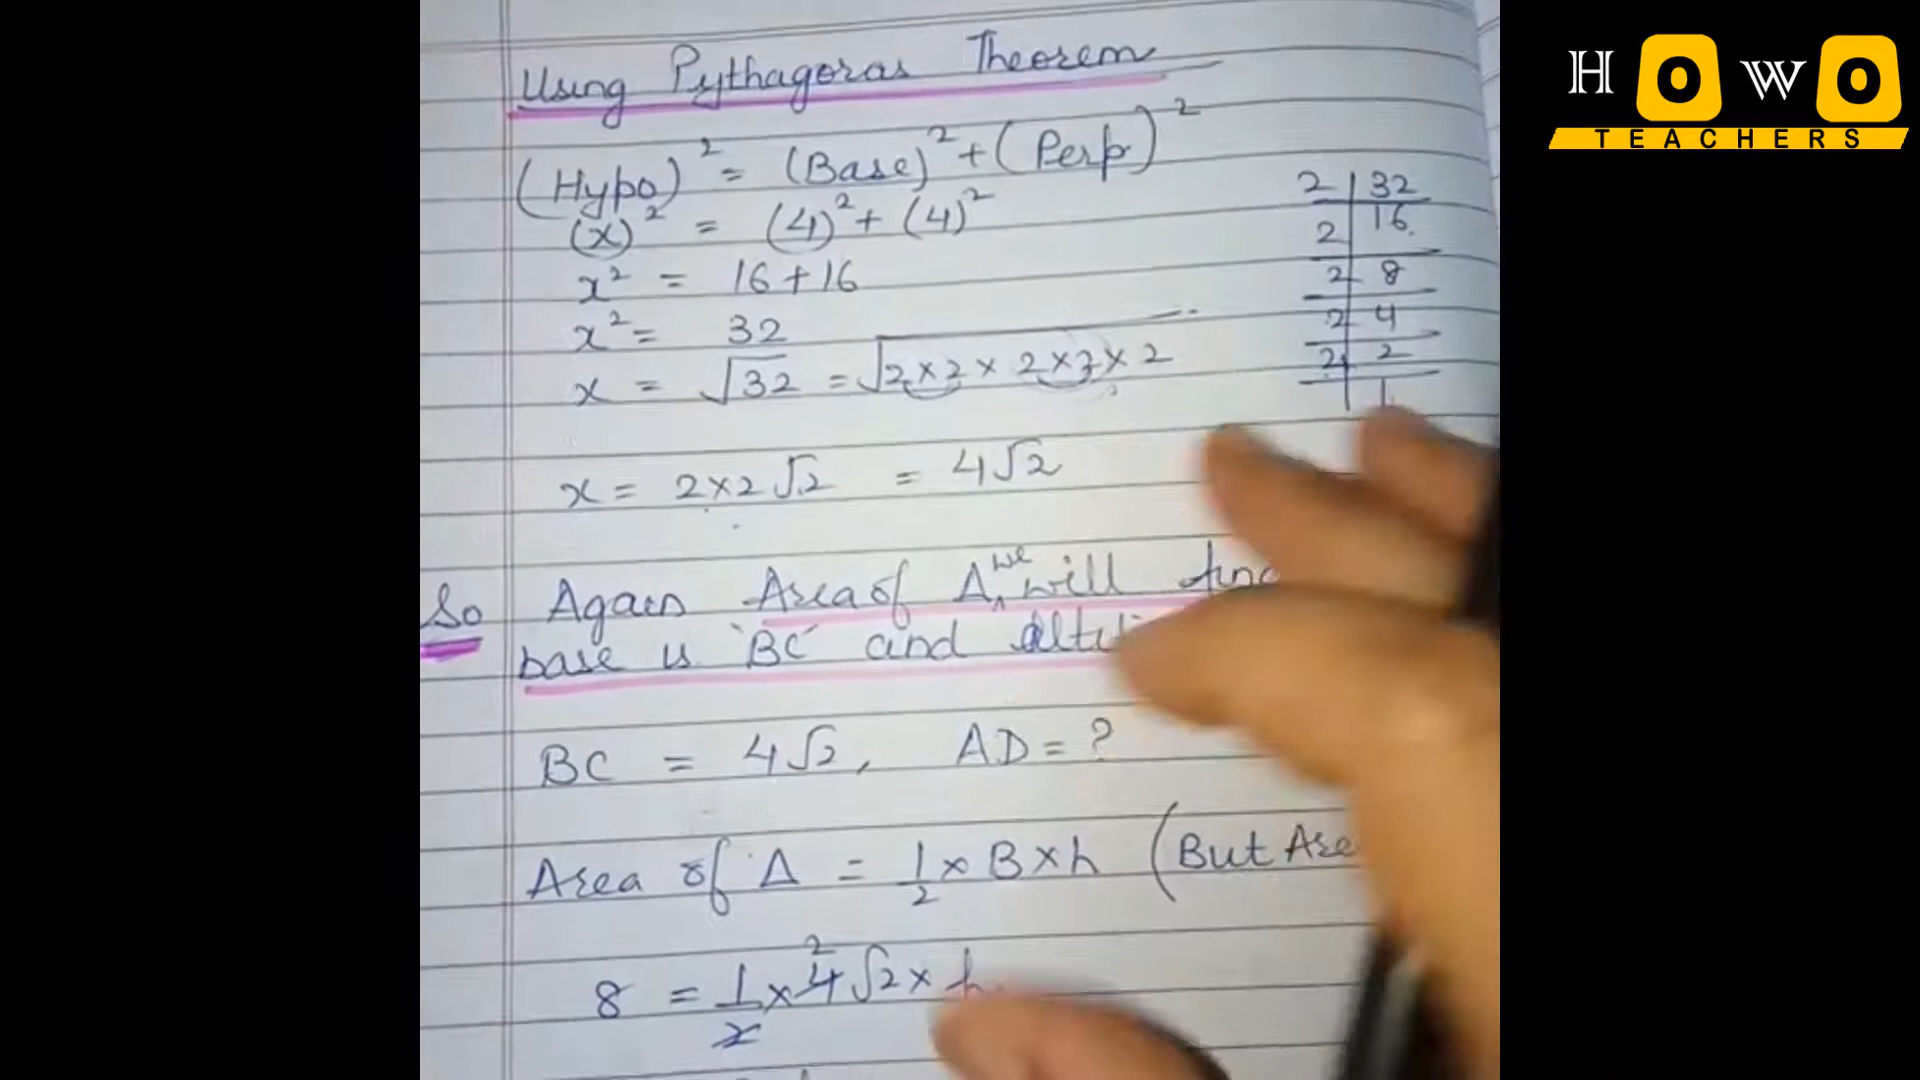 Using Pythagoras Theorem
(Hypo)² = (Base)² + (Perp)²
(x)² = (4)² + (4)²
x² = 16 + 16
x² = 32
x = √32 = √2×2×2×2×2
x = 2×2√2 = 4√2
2 | 32
2 | 16
2 | 8
2 | 4
2 | 2
1
So Again Area of Δ we will find
base is 'BC' and
BC = 4√2, AD = ?
Area of Δ = 1/2 × B × h (But Are
2
8 = 1/2 × 4√2 × h
HOWO
TEACHERS